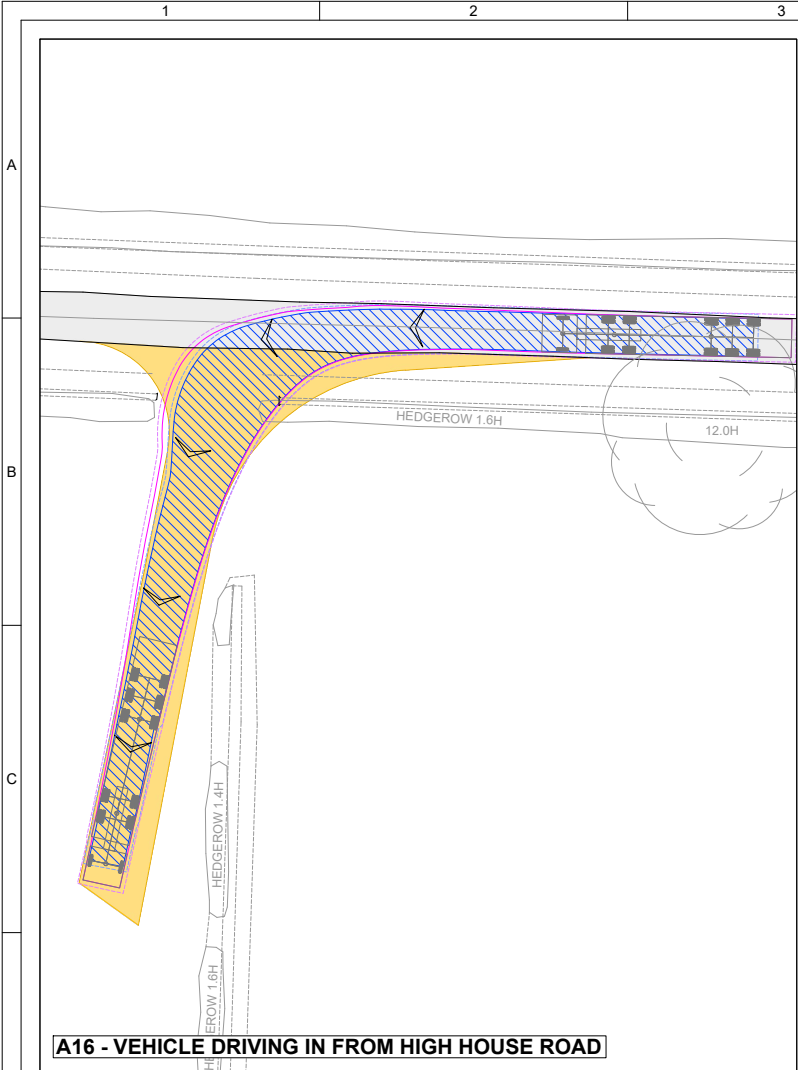 1
2
3
A
B
C
HEDGEROW 1.6H
12.0H
HEDGEROW 1.4H
HEDGEROW 1.6H
A16 - VEHICLE DRIVING IN FROM HIGH HOUSE ROAD